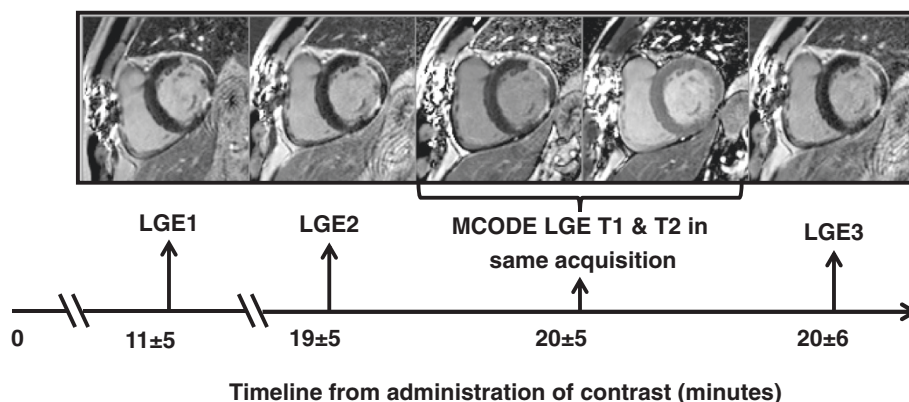 LGE1
LGE2
MCODE LGE T1 & T2 in
same acquisition
LGE3
0
11±5
19±5
20±5
20±6
Timeline from administration of contrast (minutes)